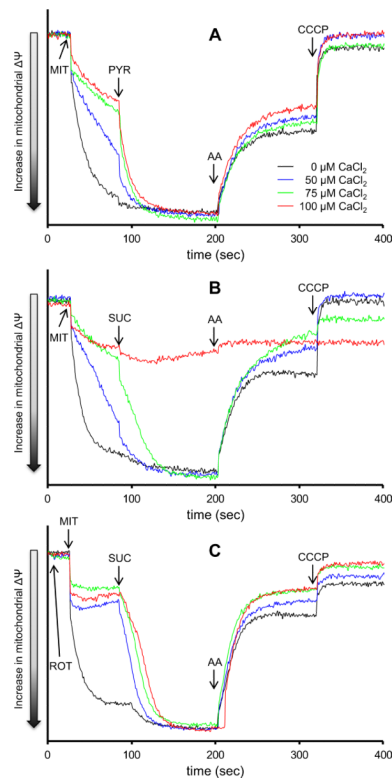 A
CCCP
MIT
PYR
AA
Increase in mitochondrial ΔΨ
0 µM CaCl2
50 µM CaCl2
75 µM CaCl2
100 µM CaCl2
0 100 200 300 400
time (sec)
B
CCCP
MIT
SUC
AA
Increase in mitochondrial ΔΨ
0 100 200 300 400
time (sec)
C
MIT
SUC
CCCP
ROT
AA
Increase in mitochondrial ΔΨ
0 100 200 300 400
time (sec)